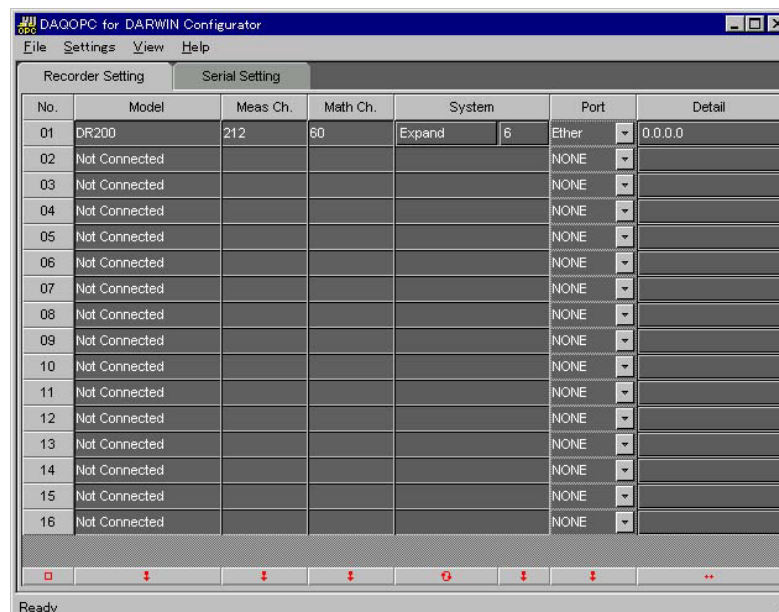 DAQOPC for DARWIN Configurator
File Settings View Help
Recorder Setting Serial Setting
No. Model Meas Ch. Math Ch. System Port Detail
01 DR200 212 60 Expand 6 Ether 0.0.0.0
02 Not Connected NONE
03 Not Connected NONE
04 Not Connected NONE
05 Not Connected NONE
06 Not Connected NONE
07 Not Connected NONE
08 Not Connected NONE
09 Not Connected NONE
10 Not Connected NONE
11 Not Connected NONE
12 Not Connected NONE
13 Not Connected NONE
14 Not Connected NONE
15 Not Connected NONE
16 Not Connected NONE
Ready